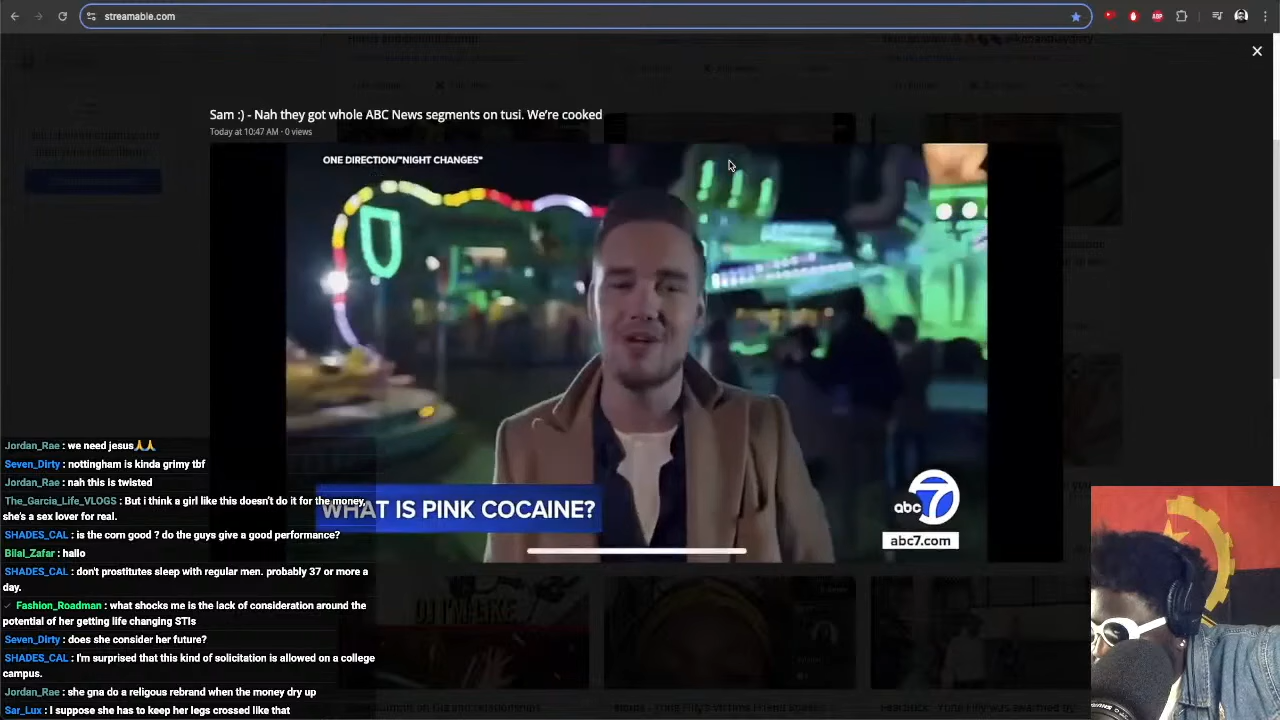 streamable.com
ABP
Sam :) - Nah they got whole ABC News segments on tusi. We're cooked
Today at 10:47 AM · 0 views
ONE DIRECTION/"NIGHT CHANGES"
WHAT IS PINK COCAINE?
abc 7
abc7.com
Jordan_Rae : we need jesus🙏🙏
Seven_Dirty : nottingham is kinda grimy tbf
Jordan_Rae : nah this is twisted
The_Garcia_Life_VLOGS : But i think a girl like this doesn't do it for the money,
she's a sex lover for real.
SHADES_CAL : is the corn good ? do the guys give a good performance?
Bilal_Zafar : hallo
SHADES_CAL : don't prostitutes sleep with regular men. probably 37 or more a
day.
Fashion_Roadman : what shocks me is the lack of consideration around the
potential of her getting life changing STIs
Seven_Dirty : does she consider her future?
SHADES_CAL : I'm surprised that this kind of solicitation is allowed on a college
campus.
Jordan_Rae : she gna do a religous rebrand when the money dry up
Sar_Lux : I suppose she has to keep her legs crossed like that